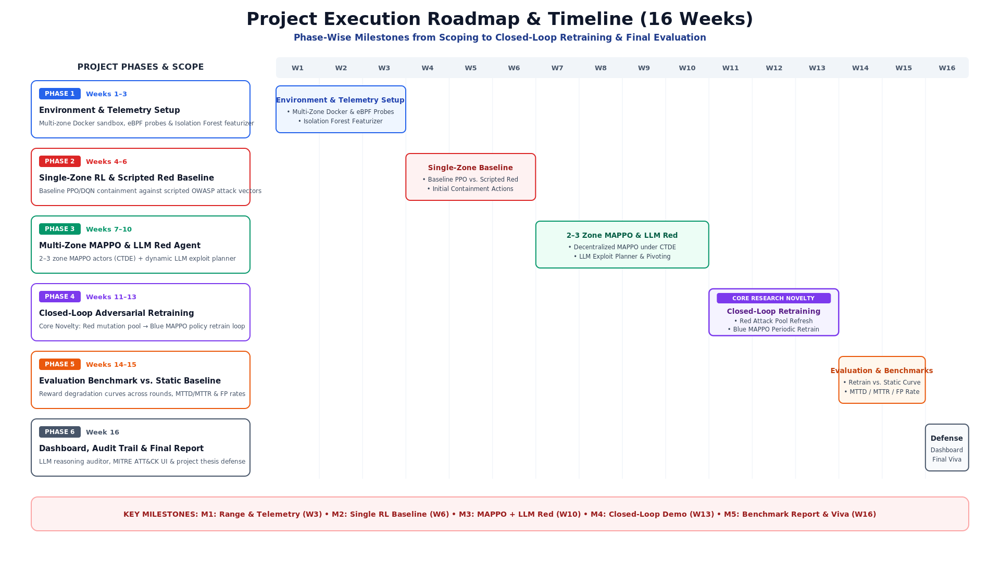 Project Execution Roadmap & Timeline (16 Weeks)
Phase-Wise Milestones from Scoping to Closed-Loop Retraining & Final Evaluation
PROJECT PHASES & SCOPE
W1 W2 W3 W4 W5 W6 W7 W8 W9 W10 W11 W12 W13 W14 W15 W16
PHASE 1 Weeks 1–3
Environment & Telemetry Setup
Multi-zone Docker sandbox, eBPF probes & Isolation Forest featurizer
Environment & Telemetry Setup
• Multi-Zone Docker & eBPF Probes
• Isolation Forest Featurizer
PHASE 2 Weeks 4–6
Single-Zone RL & Scripted Red Baseline
Baseline PPO/DQN containment against scripted OWASP attack vectors
Single-Zone Baseline
• Baseline PPO vs. Scripted Red
• Initial Containment Actions
PHASE 3 Weeks 7–10
Multi-Zone MAPPO & LLM Red Agent
2–3 zone MAPPO actors (CTDE) + dynamic LLM exploit planner
2–3 Zone MAPPO & LLM Red
• Decentralized MAPPO under CTDE
• LLM Exploit Planner & Pivoting
PHASE 4 Weeks 11–13
Closed-Loop Adversarial Retraining
Core Novelty: Red mutation pool → Blue MAPPO policy retrain loop
CORE RESEARCH NOVELTY
Closed-Loop Retraining
• Red Attack Pool Refresh
• Blue MAPPO Periodic Retrain
PHASE 5 Weeks 14–15
Evaluation Benchmark vs. Static Baseline
Reward degradation curves across rounds, MTTD/MTTR & FP rates
Evaluation & Benchmarks
• Retrain vs. Static Curve
• MTTD / MTTR / FP Rate
PHASE 6 Week 16
Dashboard, Audit Trail & Final Report
LLM reasoning auditor, MITRE ATT&CK UI & project thesis defense
Defense
Dashboard
Final Viva
KEY MILESTONES: M1: Range & Telemetry (W3) • M2: Single RL Baseline (W6) • M3: MAPPO + LLM Red (W10) • M4: Closed-Loop Demo (W13) • M5: Benchmark Report & Viva (W16)